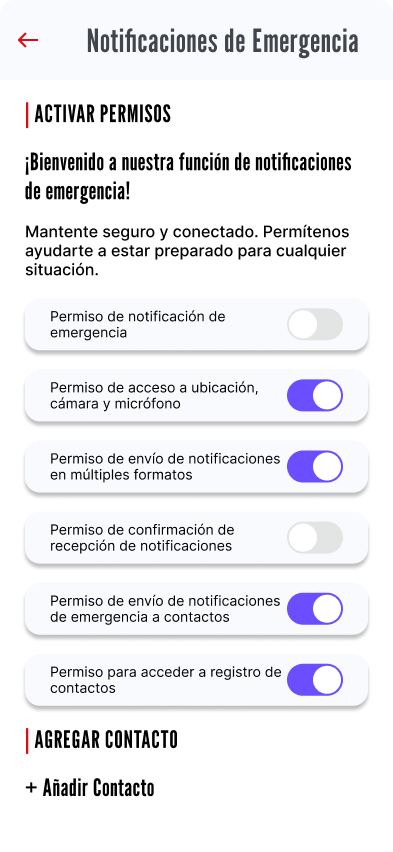 Notificaciones de Emergencia
ACTIVAR PERMISOS
¡Bienvenido a nuestra función de notificaciones
de emergencia!
Mantente seguro y conectado. Permítenos
ayudarte a estar preparado para cualquier
situación.
Permiso de notificación de
emergencia
Permiso de acceso a ubicación,
cámara y micrófono
Permiso de envío de notificaciones
en múltiples formatos
Permiso de confirmación de
recepción de notificaciones
Permiso de envío de notificaciones
de emergencia a contactos
Permiso para acceder a registro de
contactos
AGREGAR CONTACTO
+ Añadir Contacto